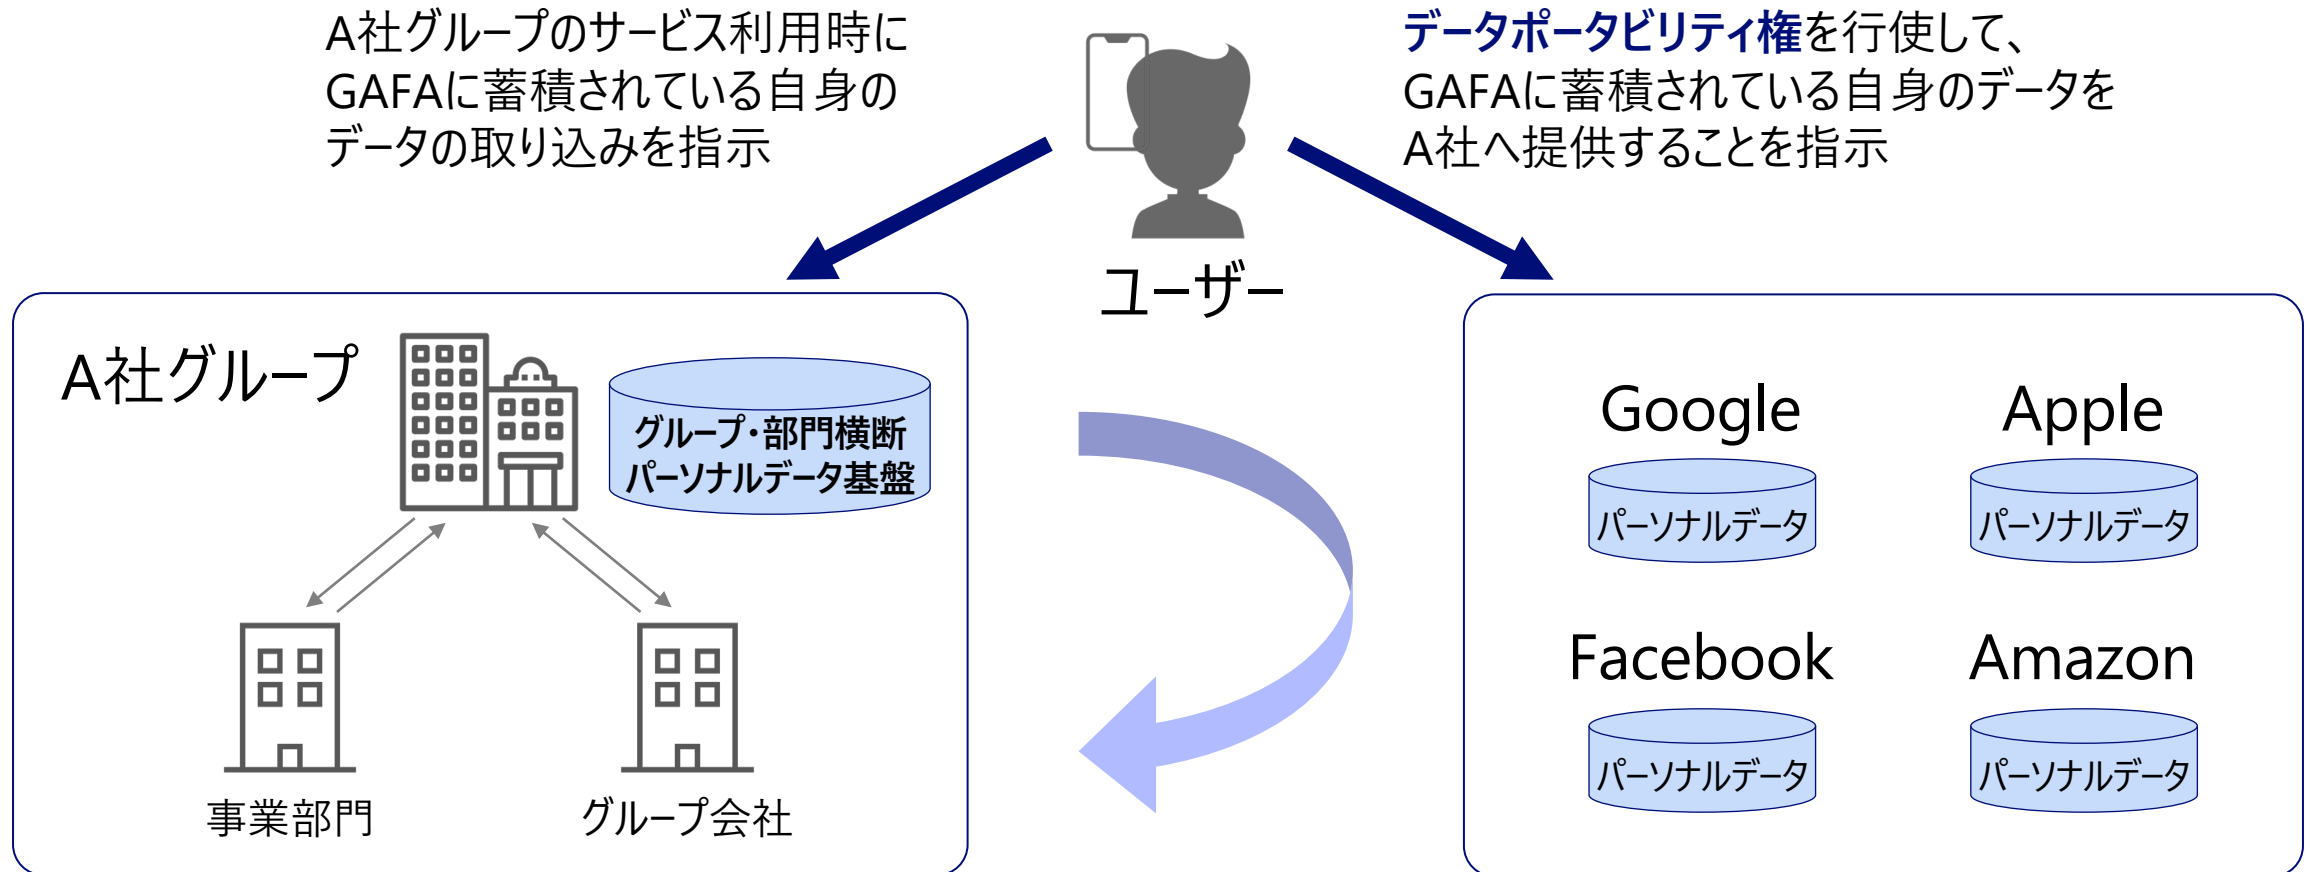 A社グループのサービス利用時に
GAFAに蓄積されている自身の
データの取り込みを指示
データポータビリティ権を行使して、
GAFAに蓄積されている自身のデータを
A社へ提供することを指示
ユーザー
A社グループ
グループ・部門横断
パーソナルデータ基盤
事業部門
グループ会社
Google
パーソナルデータ
Apple
パーソナルデータ
Facebook
パーソナルデータ
Amazon
パーソナルデータ